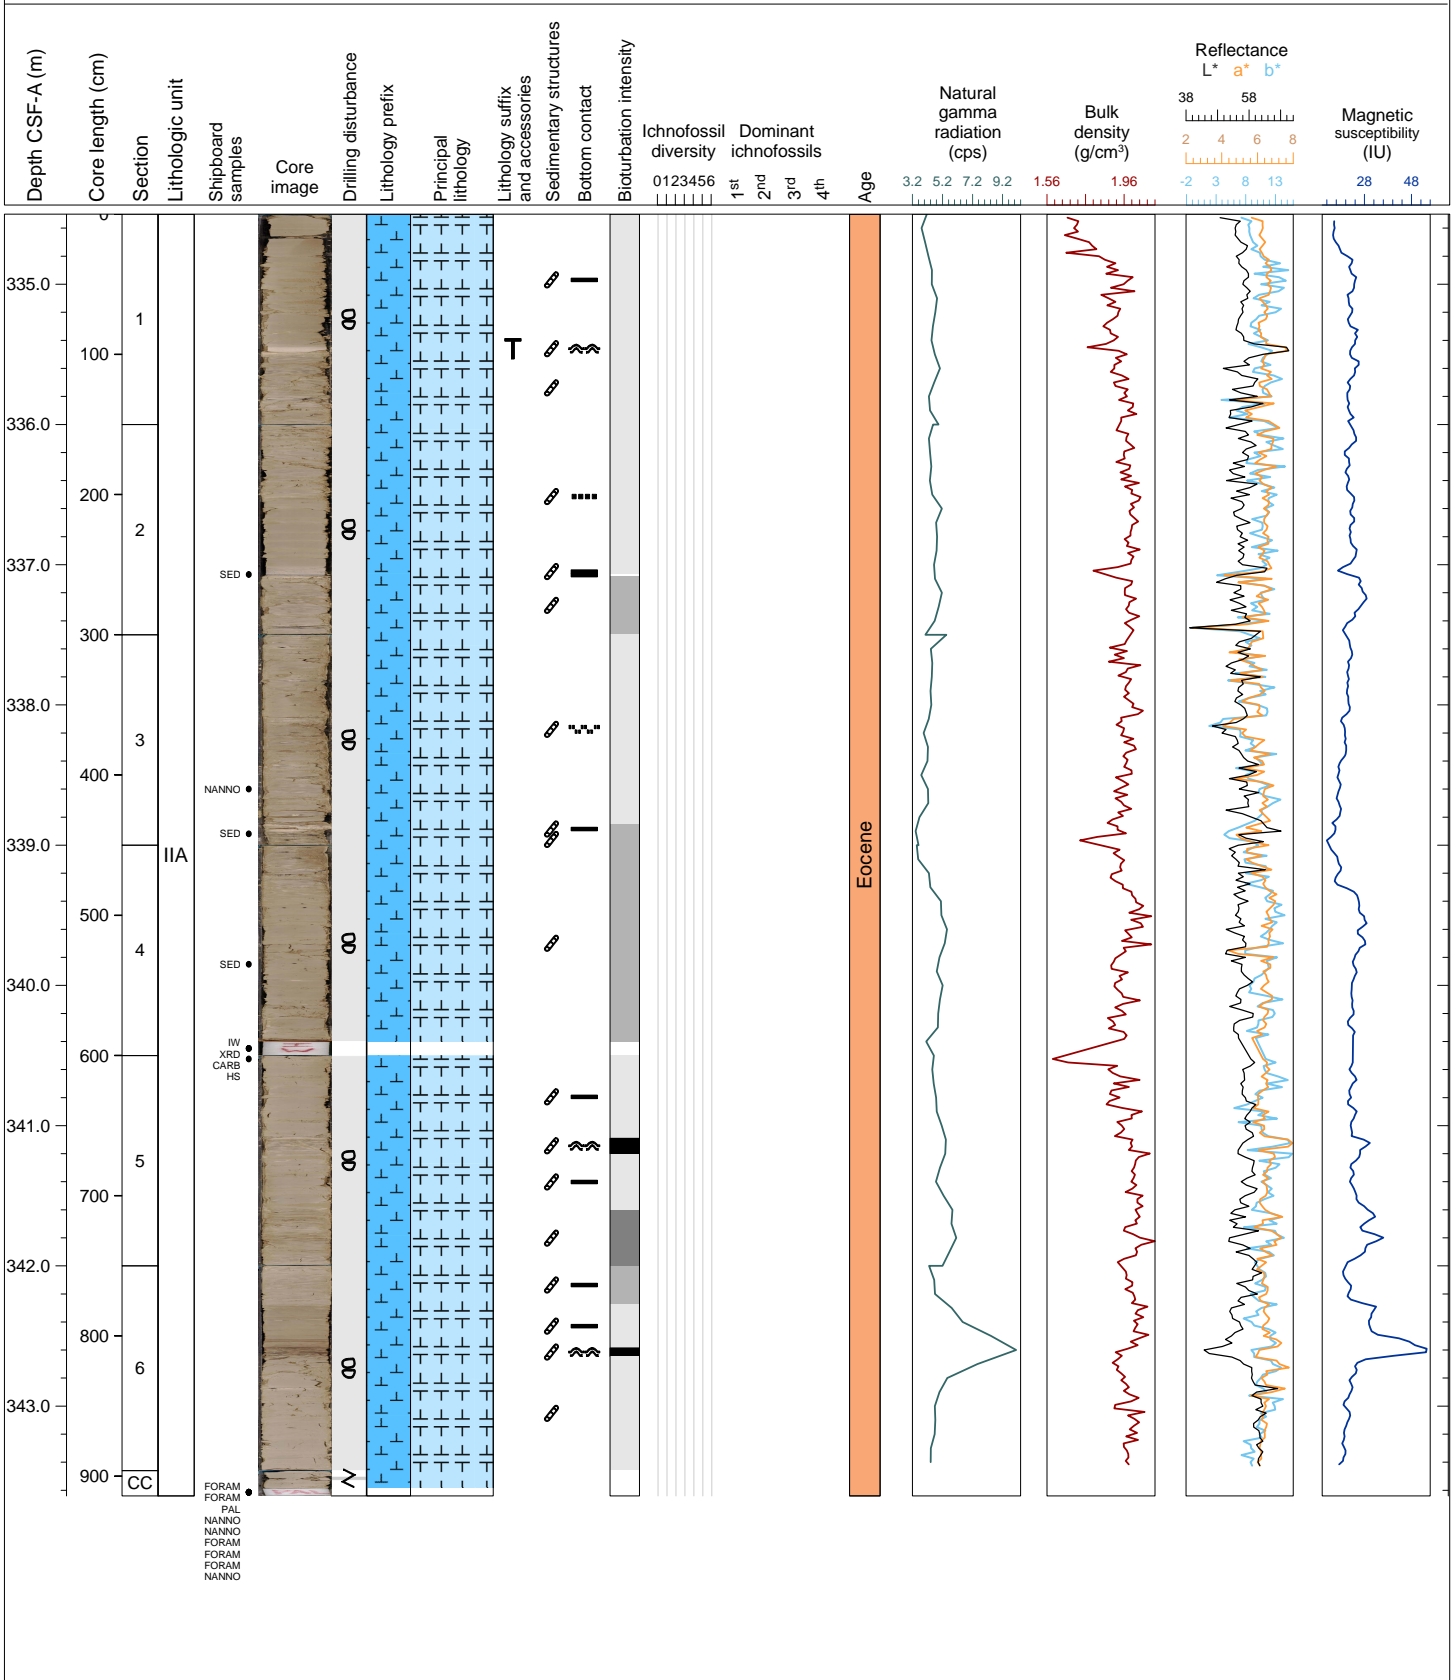 Depth CSF-A (m)
Core length (cm)
Section
Lithologic unit
Shipboard
samples
Core
image
Drilling disturbance
Lithology prefix
Principal
lithology
Lithology suffix
and accessories
Sedimentary structures
Bottom contact
Bioturbation intensity
Ichnofossil
diversity
0123456
Dominant
ichnofossils
1st
2nd
3rd
4th
Age
Natural
gamma
radiation
(cps)
3.2 5.2 7.2 9.2
Bulk
density
(g/cm³)
1.56 1.96
Reflectance
L* a* b*
38 58
2 4 6 8
-2 3 8 13
Magnetic
susceptibility
(IU)
28 48
0
335.0
1
100
T
336.0
200
2
337.0
SED
300
338.0
3
400
NANNO
SED
339.0
IIA
Eocene
500
4
SED
340.0
IW
XRD
600
CARB
HS
341.0
5
700
342.0
800
6
343.0
900
CC
FORAM
FORAM
PAL
NANNO
NANNO
FORAM
FORAM
FORAM
NANNO